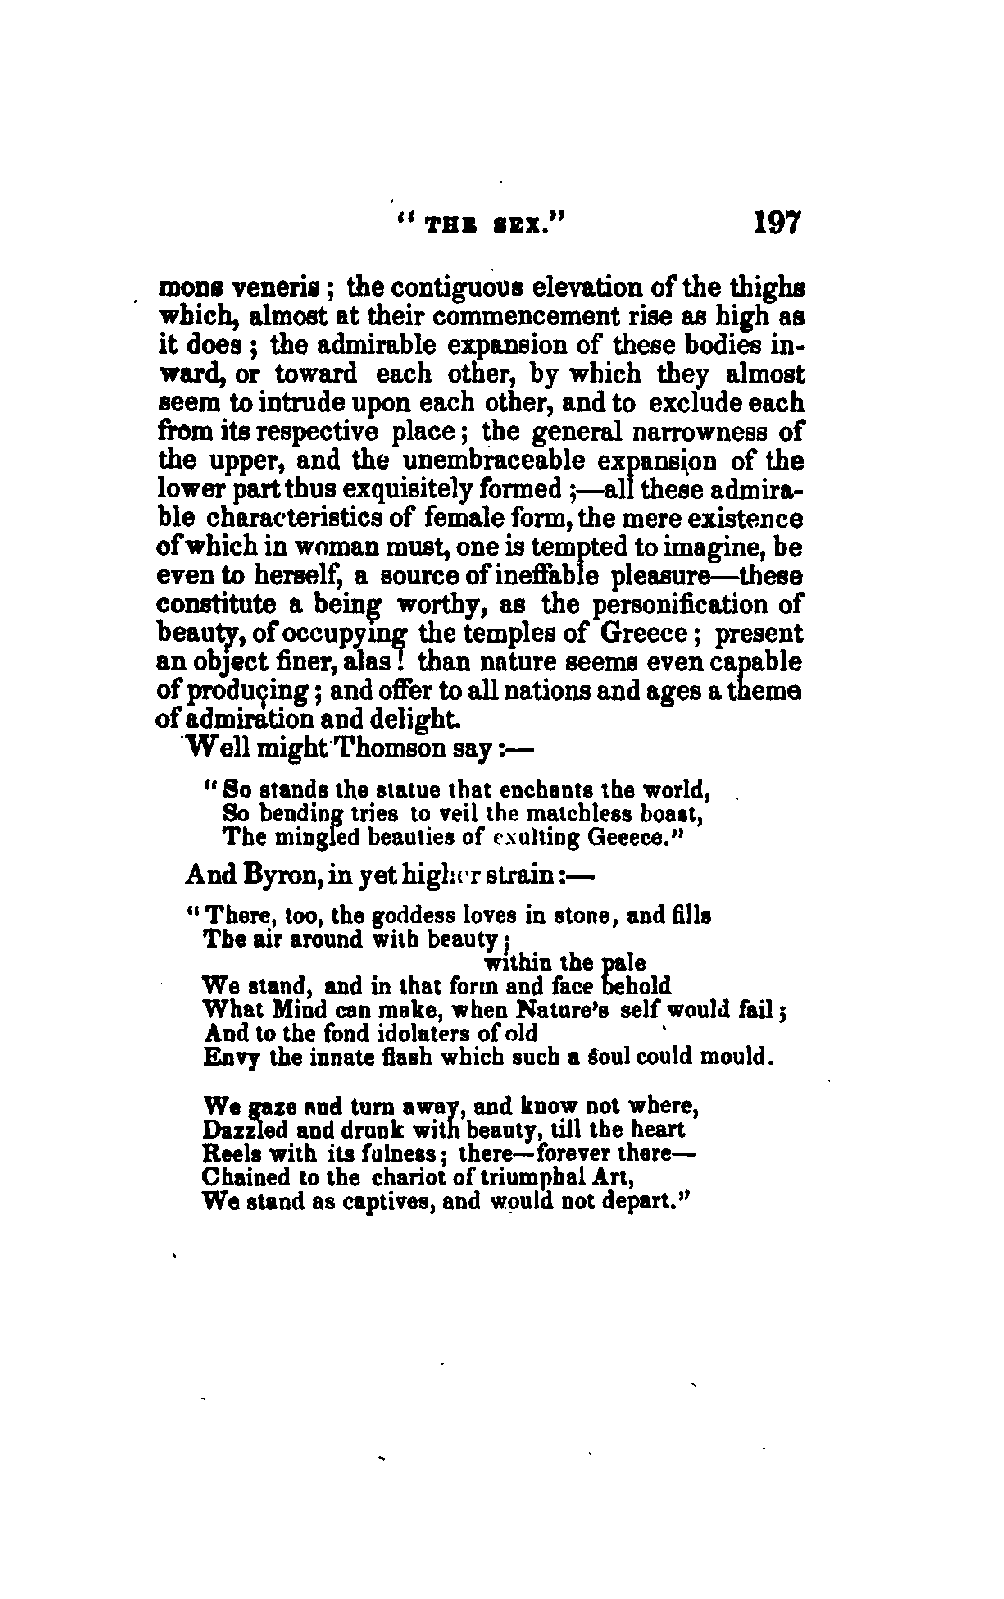 “ THE SEX.” 197
mons veneris ; the contiguous elevation of the thighs
which, almost at their commencement rise as high as
it does ; the admirable expansion of these bodies in-
ward, or toward each other, by which they almost
seem to intrude upon each other, and to exclude each
from its respective place ; the general narrowness of
the upper, and the unembraceable expansion of the
lower part thus exquisitely formed ;—all these admira-
ble characteristics of female form, the mere existence
of which in woman must, one is tempted to imagine, be
even to herself, a source of ineffable pleasure—these
constitute a being worthy, as the personification of
beauty, of occupying the temples of Greece ; present
an object finer, alas ! than nature seems even capable
of producing ; and offer to all nations and ages a theme
of admiration and delight.
Well might Thomson say :—
“ So stands the statue that enchants the world,
So bending tries to veil the matchless boast,
The mingled beauties of exulting Geeece.”
And Byron, in yet higher strain :—
“ There, too, the goddess loves in stone, and fills
The air around with beauty ;
within the pale
We stand, and in that form and face behold
What Mind can make, when Nature’s self would fail ;
And to the fond idolaters of old
Envy the innate flash which such a Soul could mould.
We gaze and turn away, and know not where,
Dazzled and drunk with beauty, till the heart
Reels with its fulness ; there—forever there—
Chained to the chariot of triumphal Art,
We stand as captives, and would not depart.”